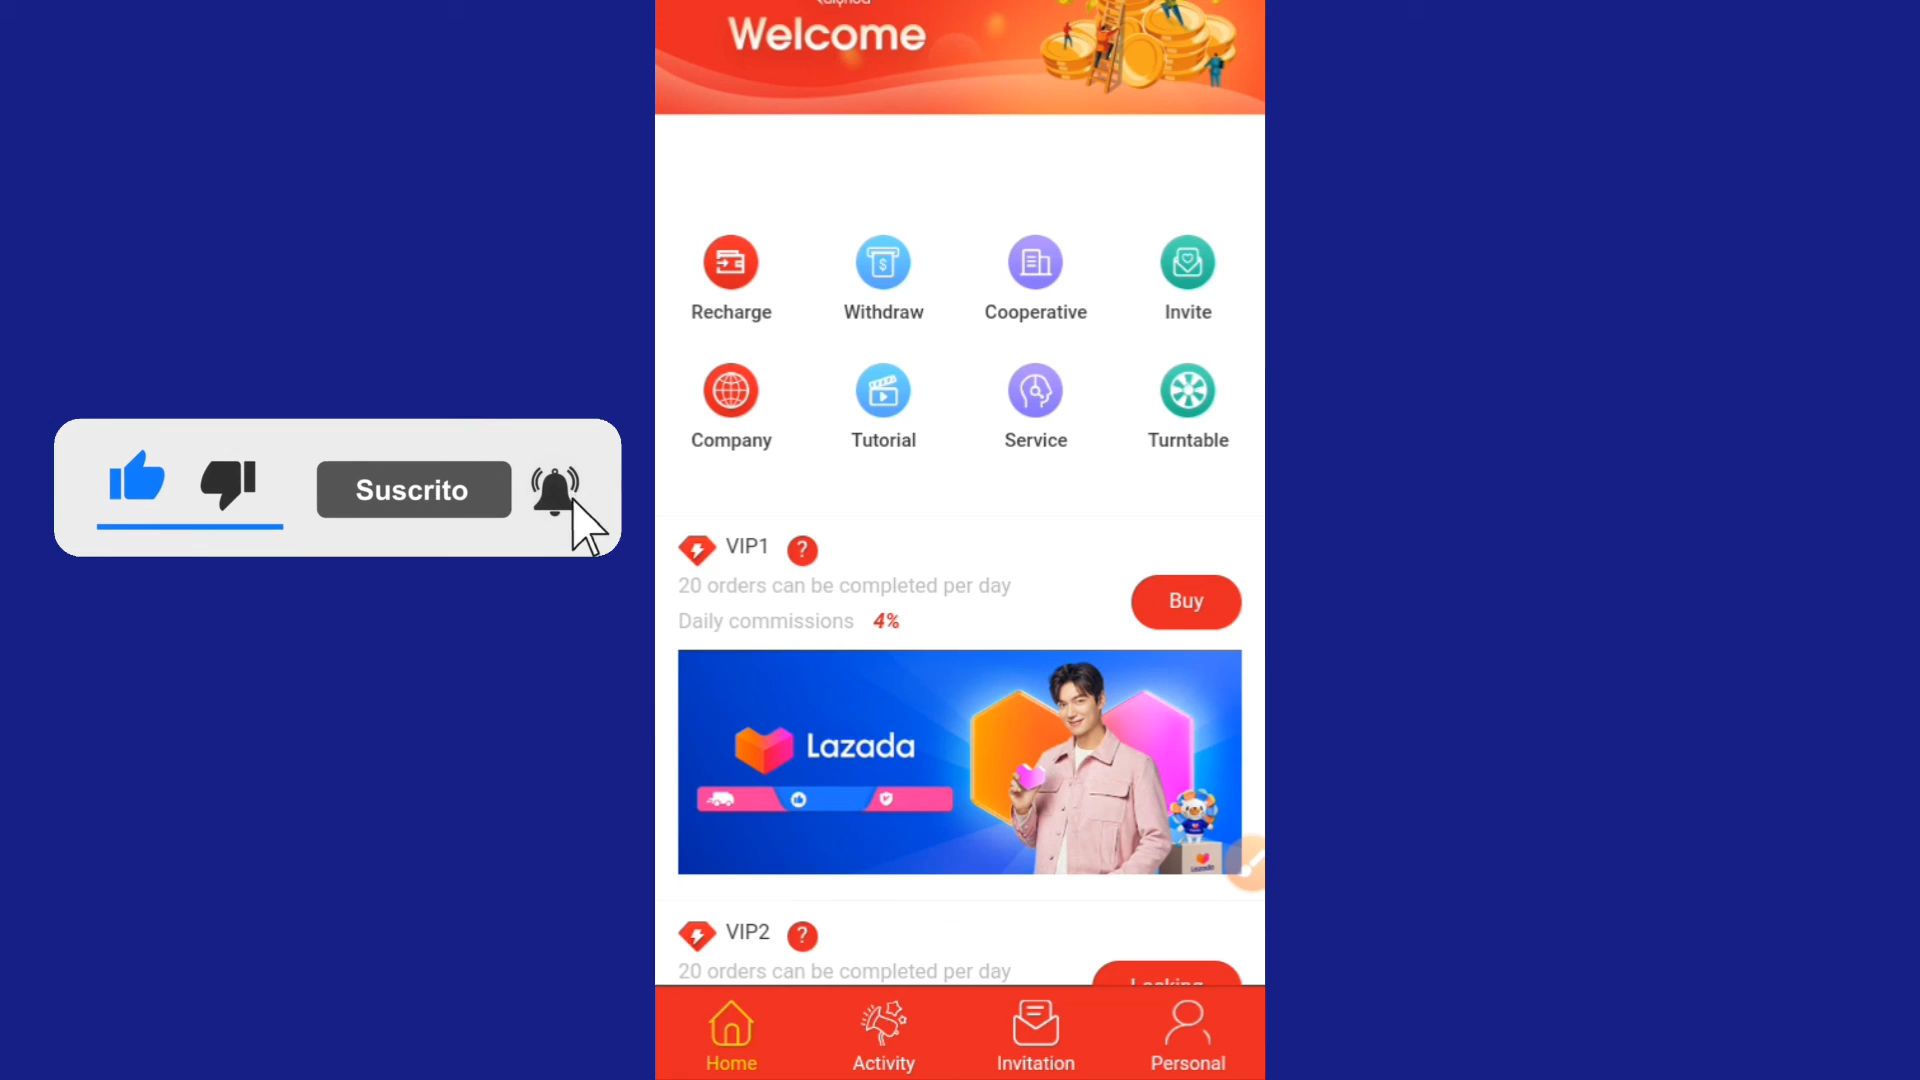 Welcome
Recharge
Withdraw
Cooperative
Invite
Company
Tutorial
Service
Turntable
Suscrito
VIP1 ?
20 orders can be completed per day
Daily commissions 4%
Buy
Lazada
VIP2 ?
20 orders can be completed per day
Home
Activity
Invitation
Personal